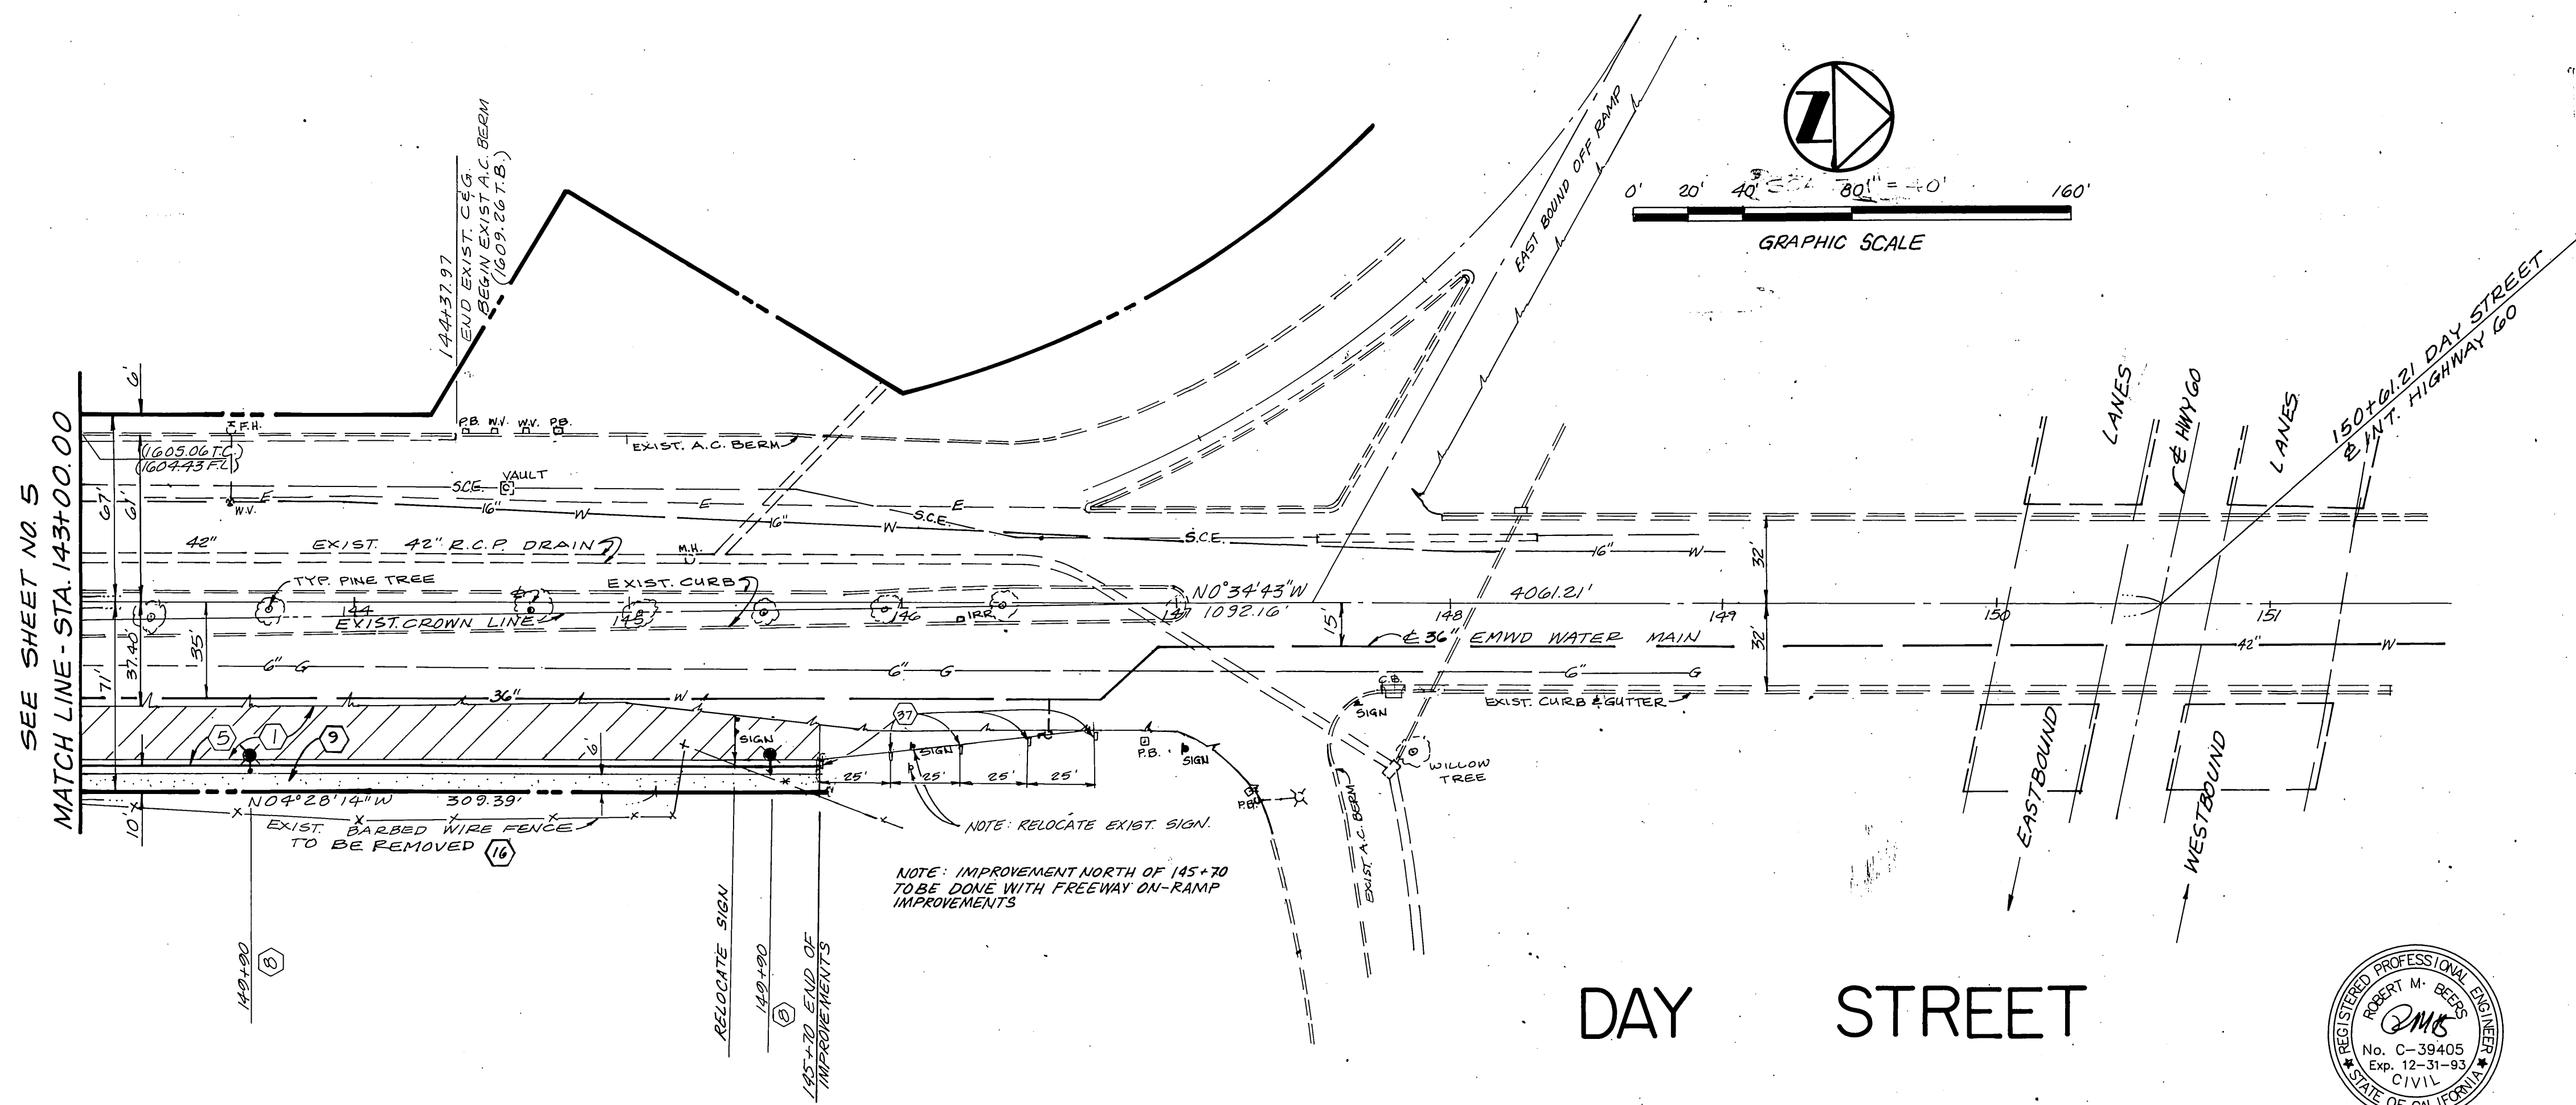 SEE SHEET NO. 5
MATCH LINE - STA. 143+00.00
144+37.97
END EXIST. C.&G.
BEGIN EXIST A.C. BERM
(1609.26 T.B.)
EAST BOUND OFF RAMP
Z
0' 20' 40' 80' 160'
GRAPHIC SCALE
150+61.21 DAY STREET
℄ INT. HIGHWAY 60
LANES
℄ HWY 60
LANES
6'
67'
61'
F.H.
P.B. W.V. W.V. P.B.
EXIST. A.C. BERM
(1605.06 T.C.)
(1604.43 F.L.)
S.C.E.
VAULT
W.V.
E
16"
W
E
16"
W
S.C.E.
E
S.C.E.
16"
W
42"
EXIST. 42" R.C.P. DRAIN
M.H.
TYP. PINE TREE
EXIST. CURB
144
EXIST. CROWN LINE
145
146
IRR.
147
N0°34'43"W
1092.16'
148
4061.21'
149
150
151
32'
32'
15'
℄ 36" EMWD WATER MAIN
42"
W
71'
37.40'
35'
6" G
6" G
6" G
36"
W
C.B.
SIGN
EXIST. CURB & GUTTER
5
1
9
6'
SIGN
37
SIGN
P.B.
SIGN
25' 25' 25' 25'
WILLOW
TREE
P.B.
EXIST. A.C. BERM
EASTBOUND
WESTBOUND
10'
N04°28'14"W 309.39'
EXIST. BARBED WIRE FENCE
TO BE REMOVED 16
NOTE: RELOCATE EXIST. SIGN.
NOTE: IMPROVEMENT NORTH OF 145+70
TO BE DONE WITH FREEWAY ON-RAMP
IMPROVEMENTS
149+90
8
RELOCATE SIGN
149+90
8
145+70 END OF
IMPROVEMENTS
DAY STREET
REGISTERED PROFESSIONAL ENGINEER
ROBERT M. BEERS
RMB
No. C-39405
Exp. 12-31-93
CIVIL
STATE OF CALIFORNIA